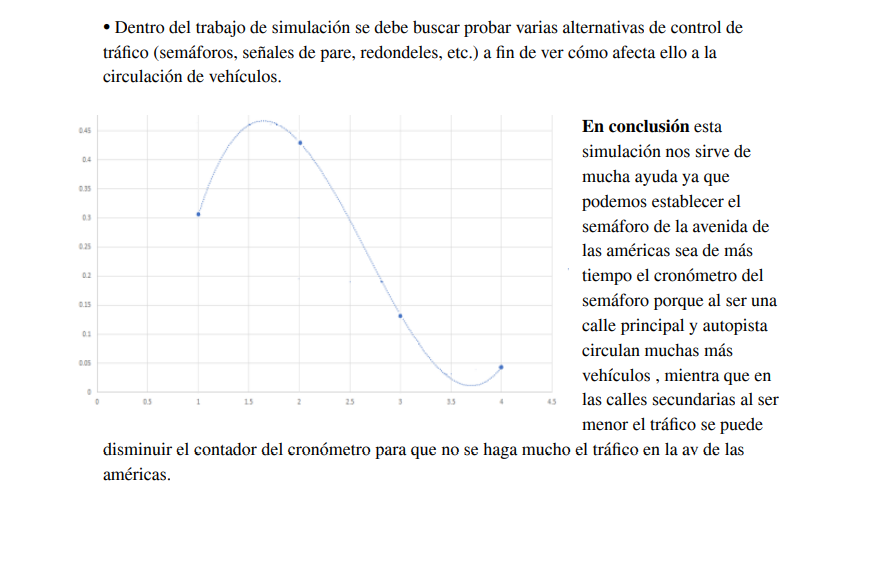 • Dentro del trabajo de simulación se debe buscar probar varias alternativas de control de
tráfico (semáforos, señales de pare, redondeles, etc.) a fin de ver cómo afecta ello a la
circulación de vehículos.
0.45
0.4
0.35
0.3
0.25
0.2
0.15
0.1
0.05
0
0 0.5 1 1.5 2 2.5 3 3.5 4 4.5
En conclusión esta
simulación nos sirve de
mucha ayuda ya que
podemos establecer el
semáforo de la avenida de
las américas sea de más
tiempo el cronómetro del
semáforo porque al ser una
calle principal y autopista
circulan muchas más
vehículos , mientra que en
las calles secundarias al ser
menor el tráfico se puede
disminuir el contador del cronómetro para que no se haga mucho el tráfico en la av de las
américas.